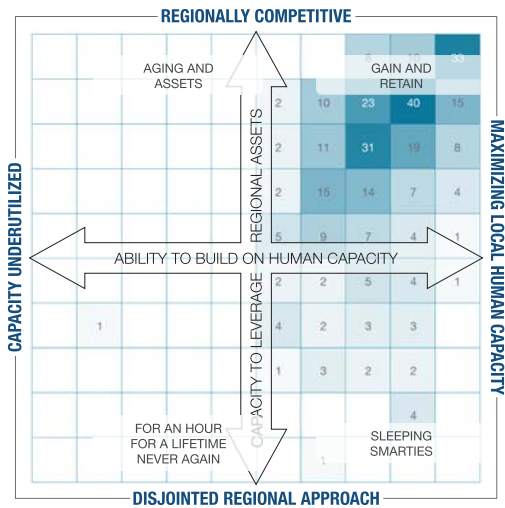 REGIONALLY COMPETITIVE
8 10 33
AGING AND
ASSETS
GAIN AND
RETAIN
2 10 23 40 15
2 11 31 19 8
2 15 14 7 4
5 9 7 4 1
CAPACITY UNDERUTILIZED
MAXIMIZING LOCAL HUMAN CAPACITY
ABILITY TO BUILD ON HUMAN CAPACITY
CAPACITY TO LEVERAGE REGIONAL ASSETS
2 2 5 4 1
1 4 2 3 3
1 3 2 2
4
FOR AN HOUR
FOR A LIFETIME
NEVER AGAIN
SLEEPING
SMARTIES
1
DISJOINTED REGIONAL APPROACH